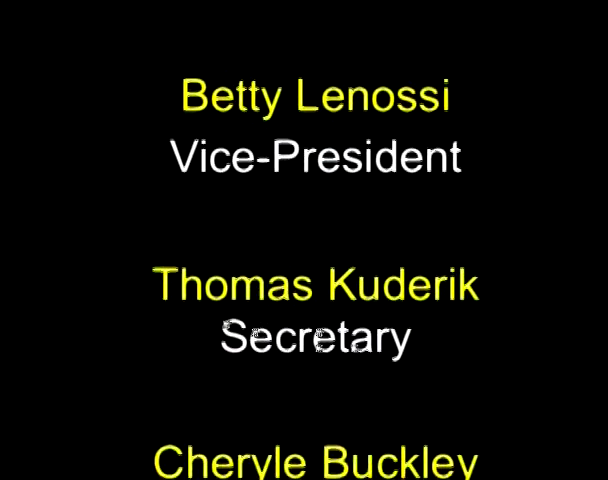 Betty Lenossi
Vice-President
Thomas Kuderik
Secretary
Cheryle Buckley